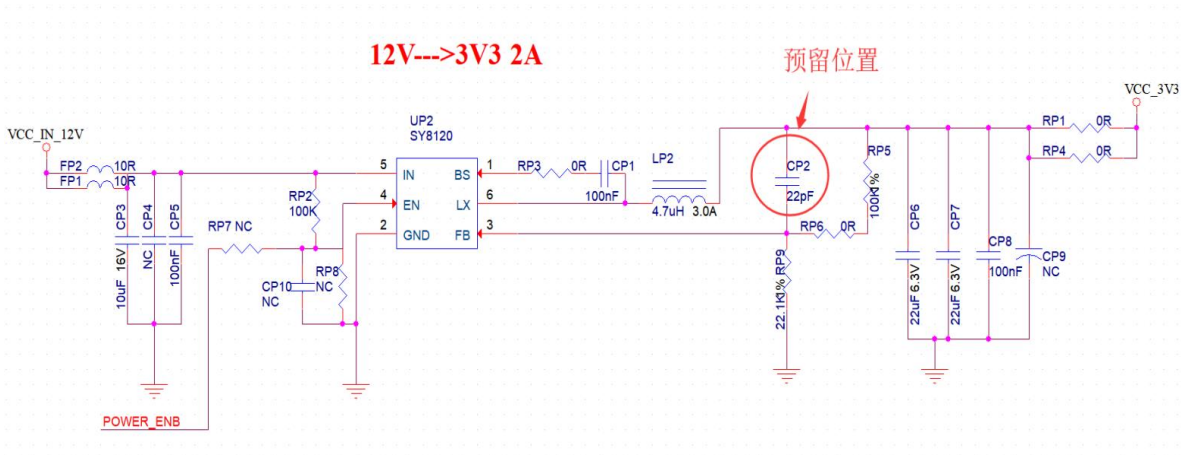 12V--->3V3 2A
预留位置
VCC_3V3
VCC_IN_12V
UP2
SY8120
FP2 10R
FP1 10R
CP3
10uF 16V
CP4
NC
CP5
100nF
RP2
100K
RP7 NC
CP10
NC
RP8
NC
5 IN
4 EN
2 GND
BS 1
LX 6
FB 3
RP3 0R
CP1
100nF
LP2
4.7uH 3.0A
CP2
22pF
RP5
100K1%
RP6 0R
RP9
22.1K1%
CP6
22uF 6.3V
CP7
22uF 6.3V
CP8
100nF
CP9
NC
RP1 0R
RP4 0R
POWER_ENB